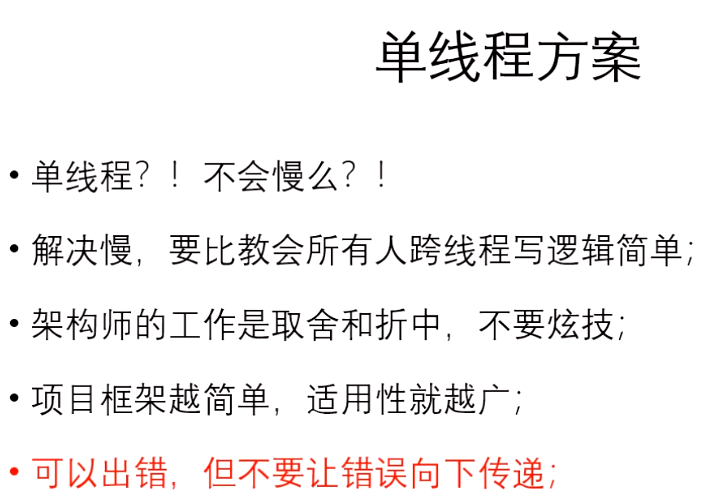 单线程方案
• 单线程？！不会慢么？！
• 解决慢，要比教会所有人跨线程写逻辑简单；
• 架构师的工作是取舍和折中，不要炫技；
• 项目框架越简单，适用性就越广；
• 可以出错，但不要让错误向下传递；